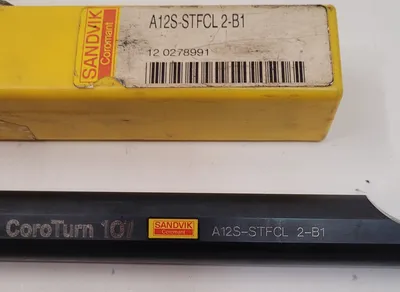 SANDVIK
Coromant
A12S-STFCL 2-B1
12 0278991
CoroTurn 107
SANDVIK
Coromant
A12S-STFCL 2-B1